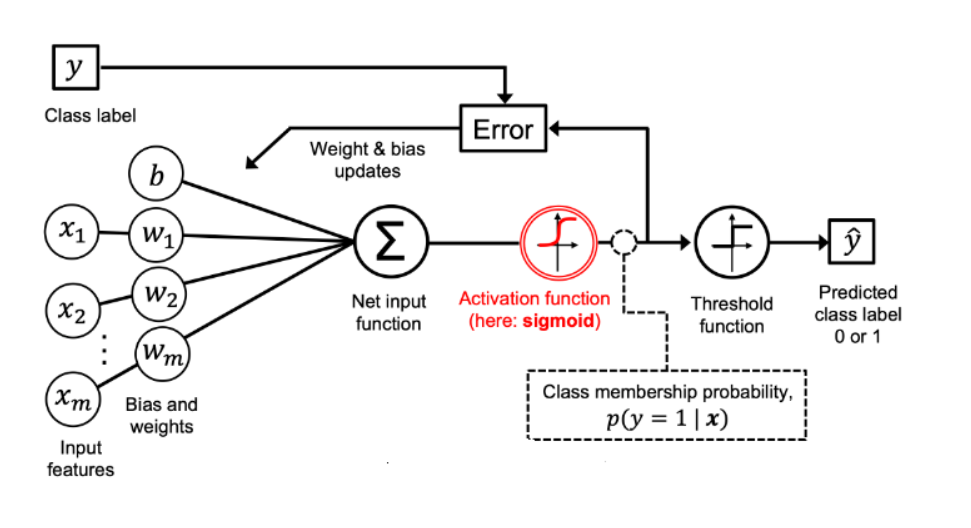 y
Class label
Error
Weight & bias
updates
b
x₁
w₁
x₂
w₂
⋮
xₘ
wₘ
Σ
Bias and
weights
Input
features
Net input
function
Activation function
(here: sigmoid)
Threshold
function
ŷ
Predicted
class label
0 or 1
Class membership probability,
p(y = 1 | x)